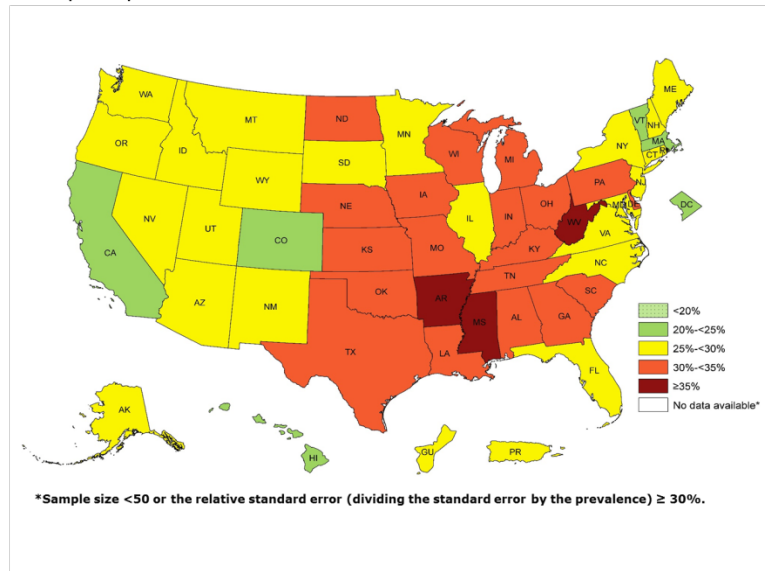 WA
ME
MT
ND
VT
MN
OR
NH
ID
SD
WI
MI
NY
MA
CT
WY
IA
PA
NJ
NE
NV
IL
IN
OH
MD
DE
DC
UT
CO
WV
VA
CA
KS
MO
KY
NC
TN
AZ
NM
OK
AR
SC
MS
AL
GA
TX
LA
FL
<20%
20%-<25%
25%-<30%
30%-<35%
≥35%
No data available*
AK
HI
GU
PR
*Sample size <50 or the relative standard error (dividing the standard error by the prevalence) ≥ 30%.